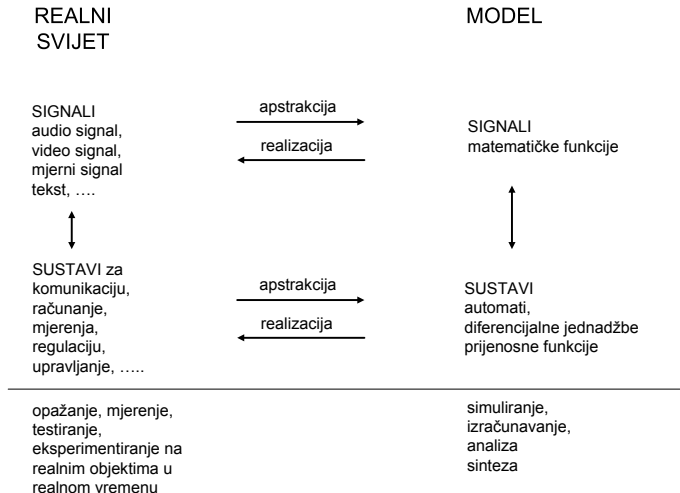 REALNI
SVIJET
MODEL
SIGNALI
audio signal,
video signal,
mjerni signal
tekst, ….
apstrakcija
realizacija
SIGNALI
matematičke funkcije
SUSTAVI za
komunikaciju,
računanje,
mjerenja,
regulaciju,
upravljanje, …..
apstrakcija
realizacija
SUSTAVI
automati,
diferencijalne jednadžbe
prijenosne funkcije
opažanje, mjerenje,
testiranje,
eksperimentiranje na
realnim objektima u
realnom vremenu
simuliranje,
izračunavanje,
analiza
sinteza